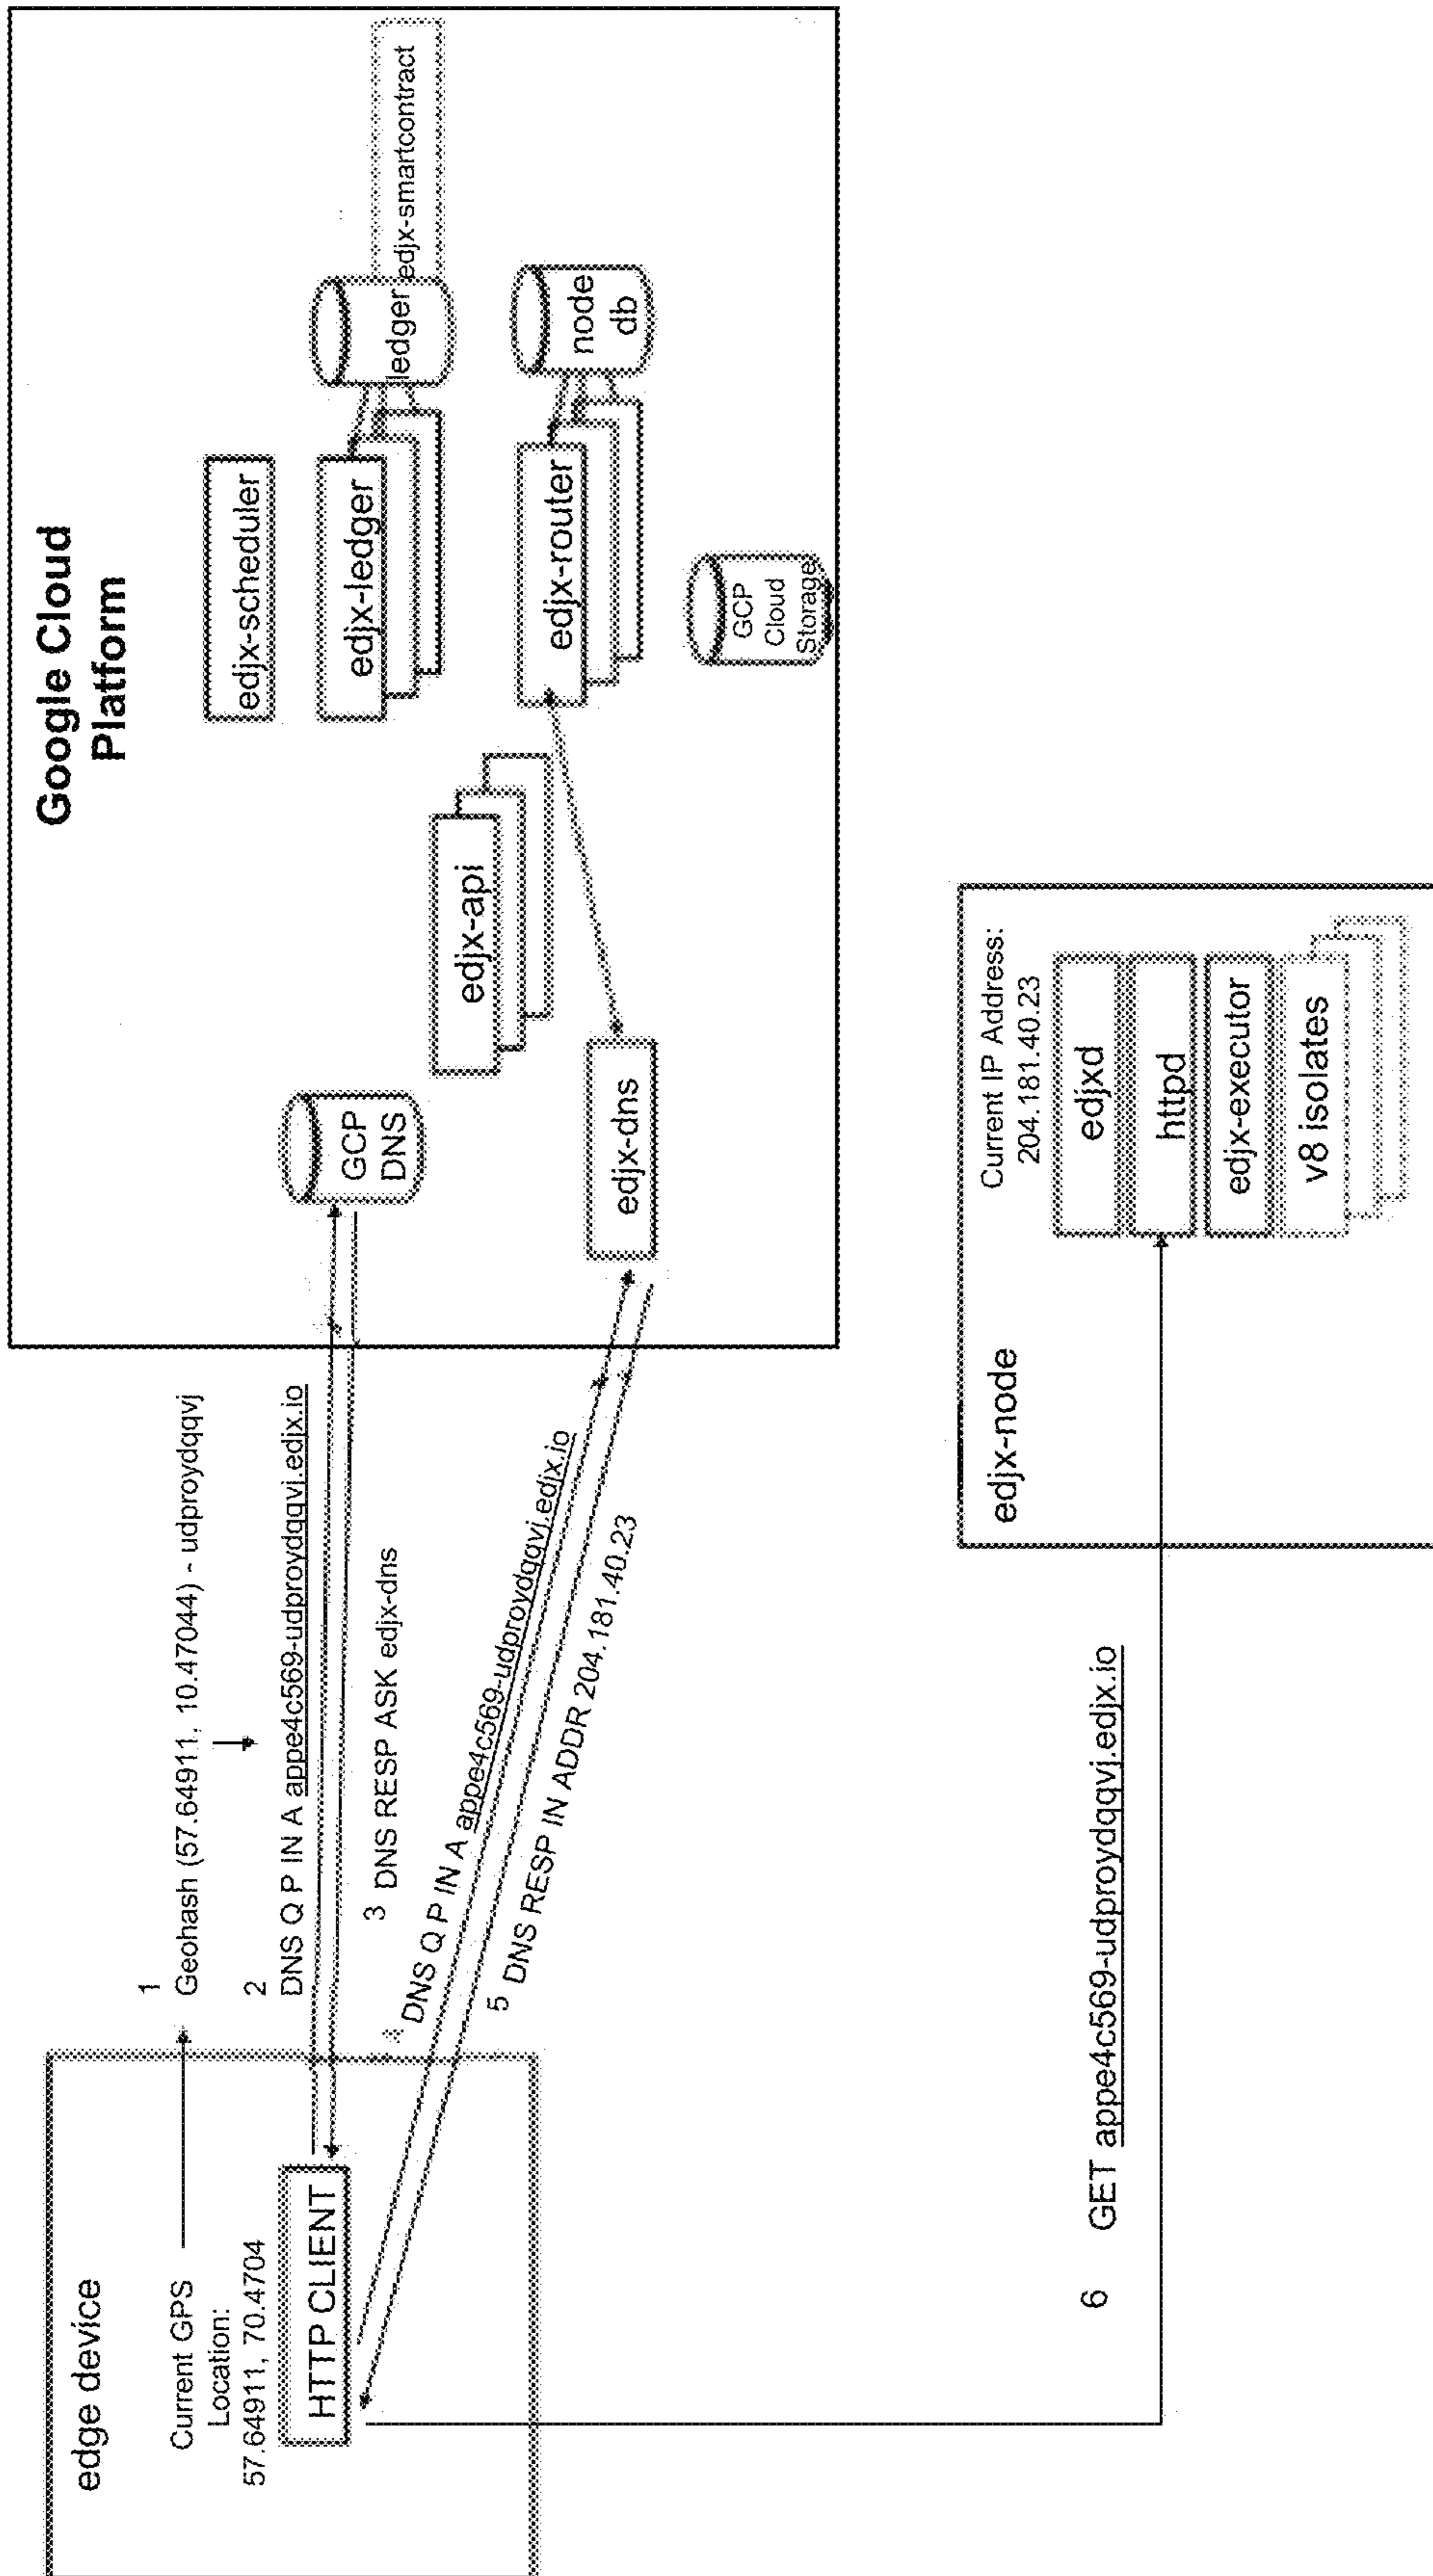 edge device
Current GPS
Location:
57.64911, 70.4704
HTTP CLIENT
1
Geohash (57.64911, 10.47044) - udproydqqvj
2
DNS Q P IN A appe4c569-udproydqqvj.edjx.io
3 DNS RESP ASK edjx-dns
4 DNS Q P IN A appe4c569-udproydqqvj.edjx.io
5 DNS RESP IN ADDR 204.181.40.23
6 GET appe4c569-udproydqqvj.edjx.io
Google Cloud
Platform
GCP
DNS
edjx-dns
edjx-api
edjx-scheduler
edjx-ledger
ledger
edjx-smartcontract
edjx-router
node
db
GCP
Cloud
Storage
edjx-node
Current IP Address:
204.181.40.23
edjxd
httpd
edjx-executor
v8 isolates